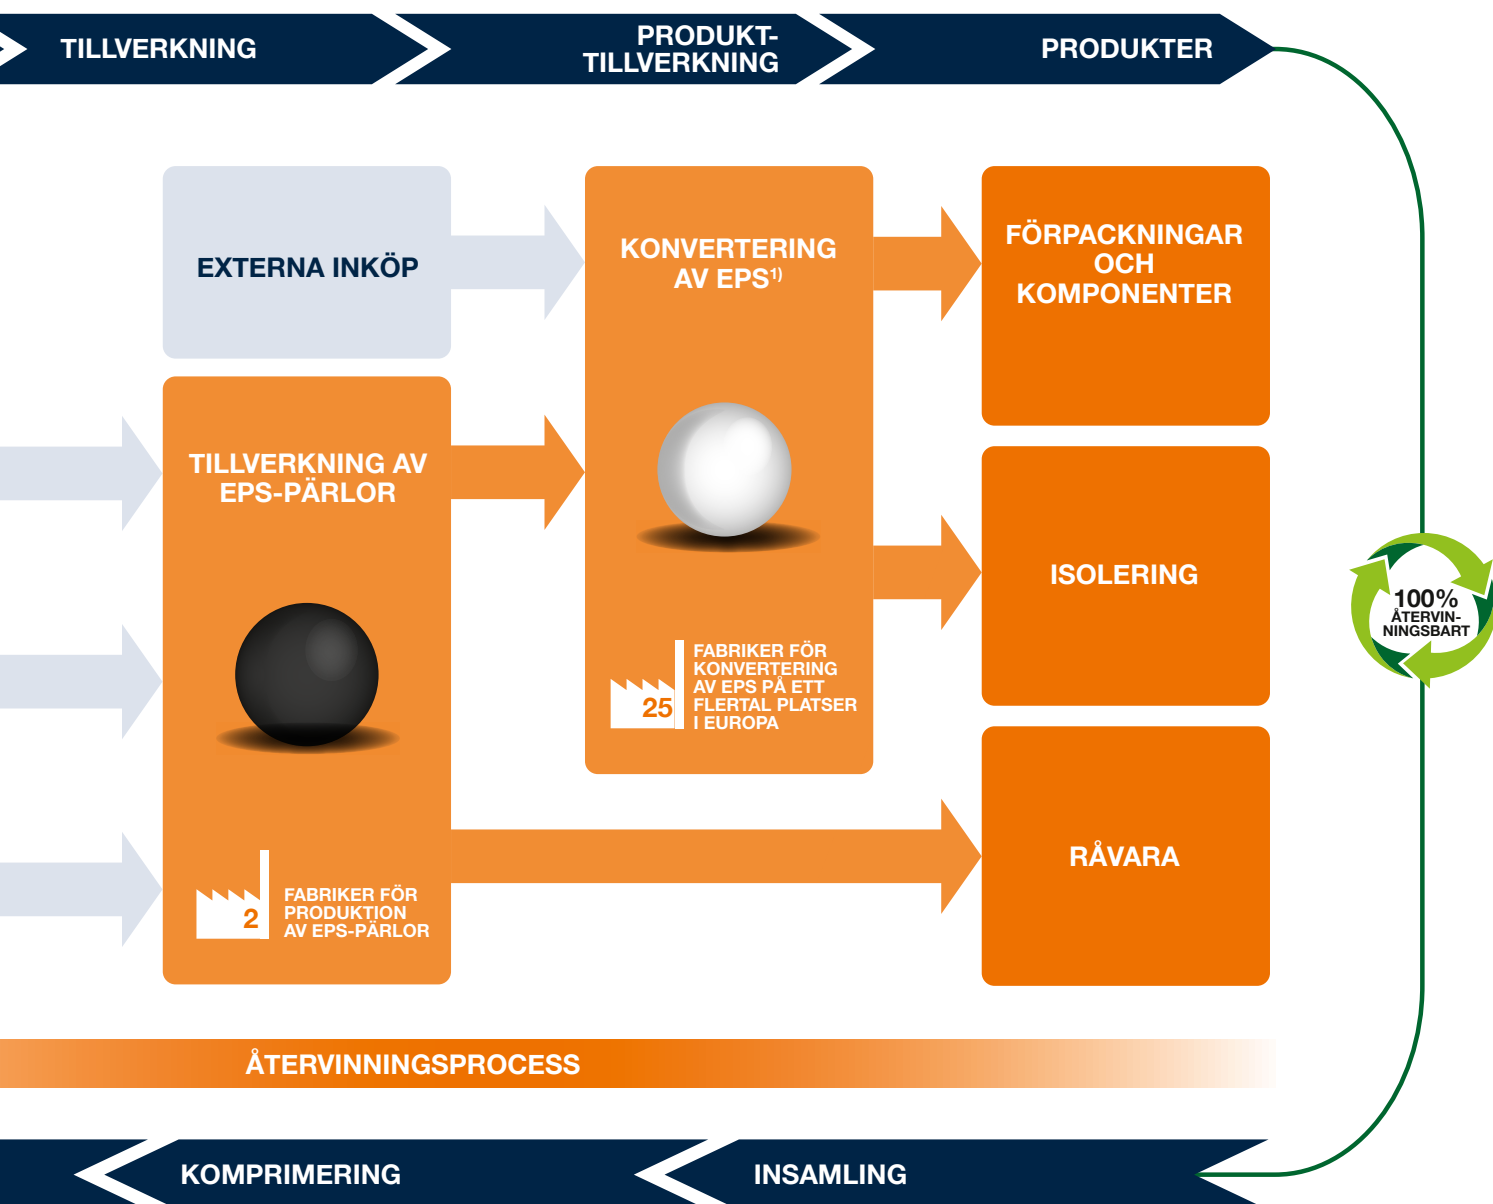 TILLVERKNING
PRODUKT-
TILLVERKNING
PRODUKTER
EXTERNA INKÖP
KONVERTERING
AV EPS¹⁾
FÖRPACKNINGAR
OCH
KOMPONENTER
TILLVERKNING AV
EPS-PÄRLOR
ISOLERING
100%
ÅTERVIN-
NINGSBART
25
FABRIKER FÖR
KONVERTERING
AV EPS PÅ ETT
FLERTAL PLATSER
I EUROPA
RÅVARA
2
FABRIKER FÖR
PRODUKTION
AV EPS-PÄRLOR
ÅTERVINNINGSPROCESS
KOMPRIMERING
INSAMLING